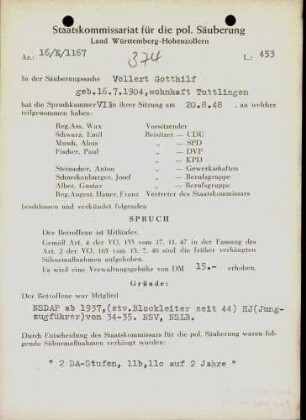 Staatskommissariat für die pol. Säuberung
Land Württemberg-Hohenzollern
Az.: 16/E/1167
374
L.: 453
In der Säuberungssache Vollert Gotthilf
geb.16.7.1904,wohnhaft Tuttlingen
hat die Spruchkammer VII in ihrer Sitzung am 20.8.48 , an welcher
teilgenommen haben:
Reg.Ass. Wax Vorsitzender
Schwarz, Emil Beisitzer – CDU
Munch, Alois „ – SPD
Fischer, Paul „ – DVP
„ – KPD
Steinacher, Anton „ – Gewerkschaften
Schneckenburger, Josef „ – Berufsgruppe
Alber, Gustav „ – Berufsgruppe
Reg.Angest. Hauer, Franz Vertreter des Staatskommissars
beschlossen und verkündet folgenden
SPRUCH
Der Betroffene ist Mitläufer.
Gemäß Art. 4 der VO. 133 vom 17. 11. 47 in der Fassung des
Art. 2 der VO. 165 vom 13. 7. 48 sind die früher verhängten
Sühnemaßnahmen aufgehoben.
Es wird eine Verwaltungsgebühr von DM 15.- erhoben.
Gründe:
Der Betroffene war Mitglied
NSDAP ab 1937,(stv.Blockleiter seit 44) HJ(Jung-
zugführer)von 34-35. NSV, NSLB.
Durch Entscheidung des Staatskommissars für die pol. Säuberung waren folgende
Sühnemaßnahmen verhängt worden:
" 2 DA-Stufen, 11b,11c auf 2 Jahre "